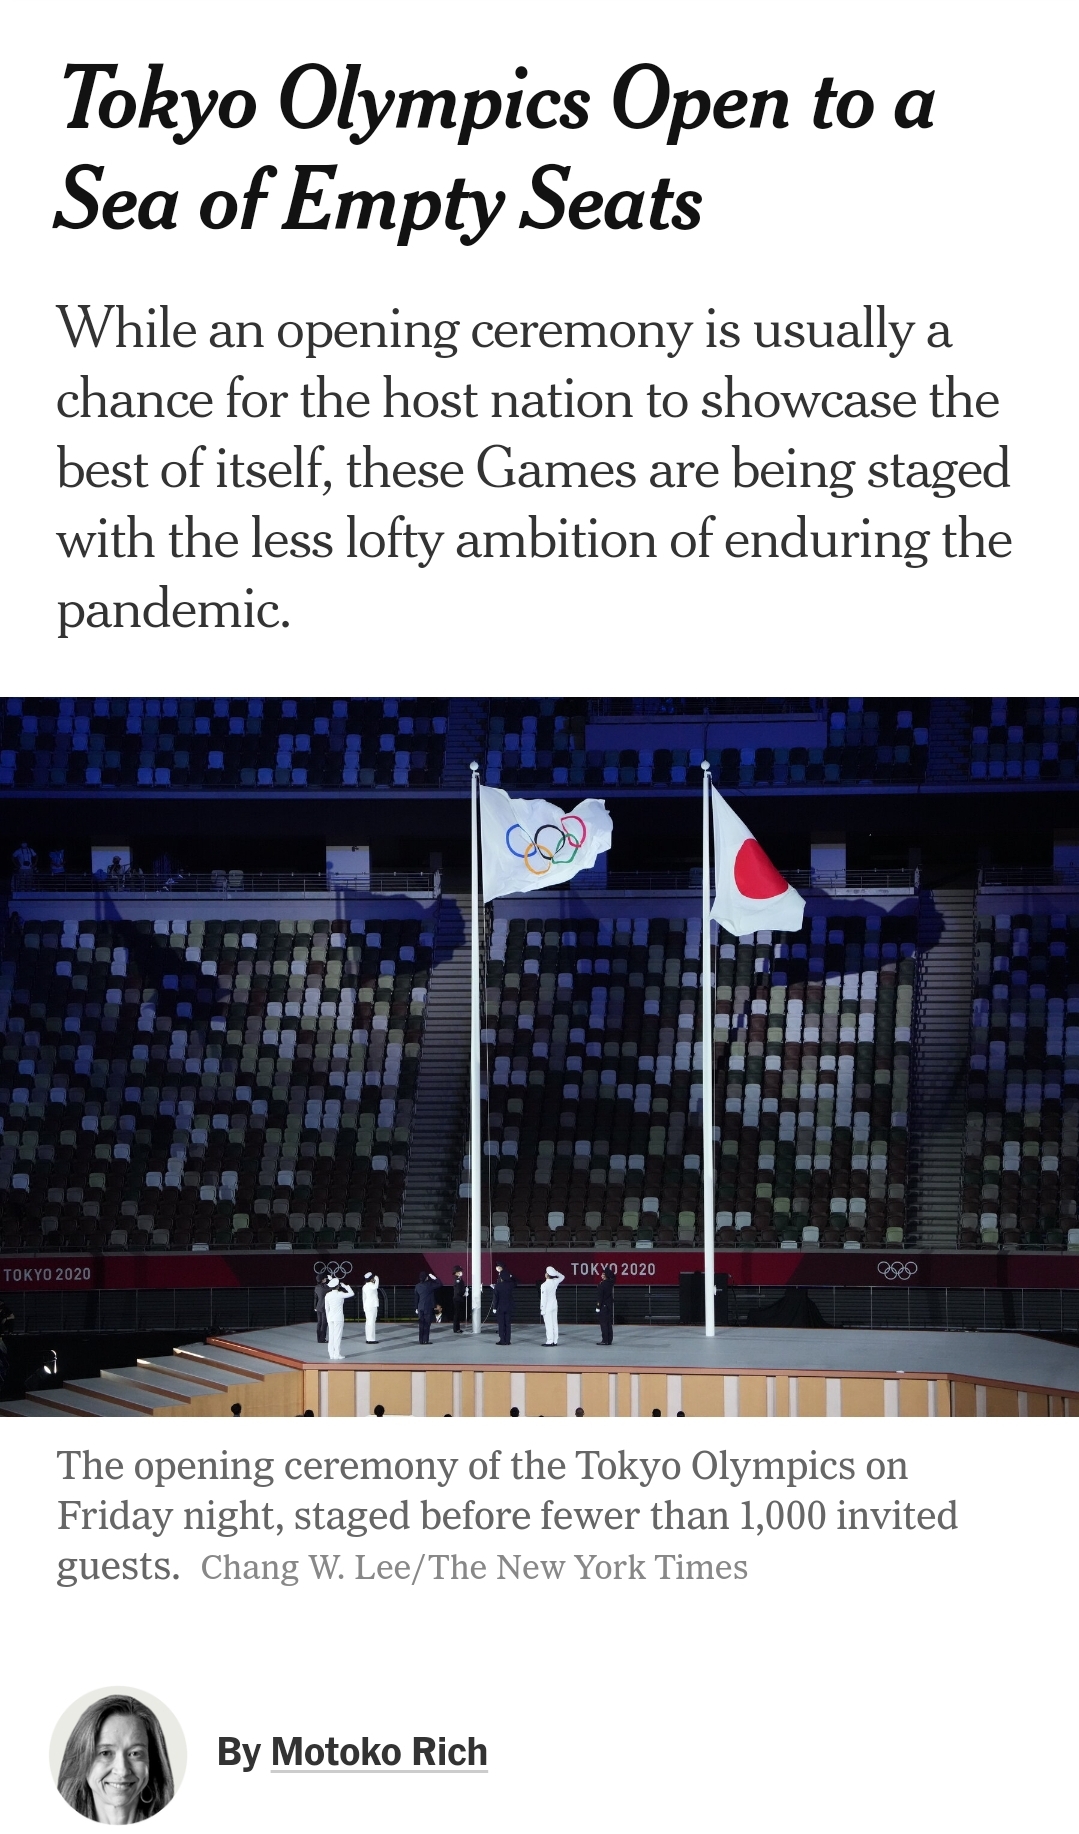 Tokyo Olympics Open to a
Sea of Empty Seats
While an opening ceremony is usually a
chance for the host nation to showcase the
best of itself, these Games are being staged
with the less lofty ambition of enduring the
pandemic.
TOKYO 2020
TOKYO 2020
The opening ceremony of the Tokyo Olympics on
Friday night, staged before fewer than 1,000 invited
guests. Chang W. Lee/The New York Times
By Motoko Rich